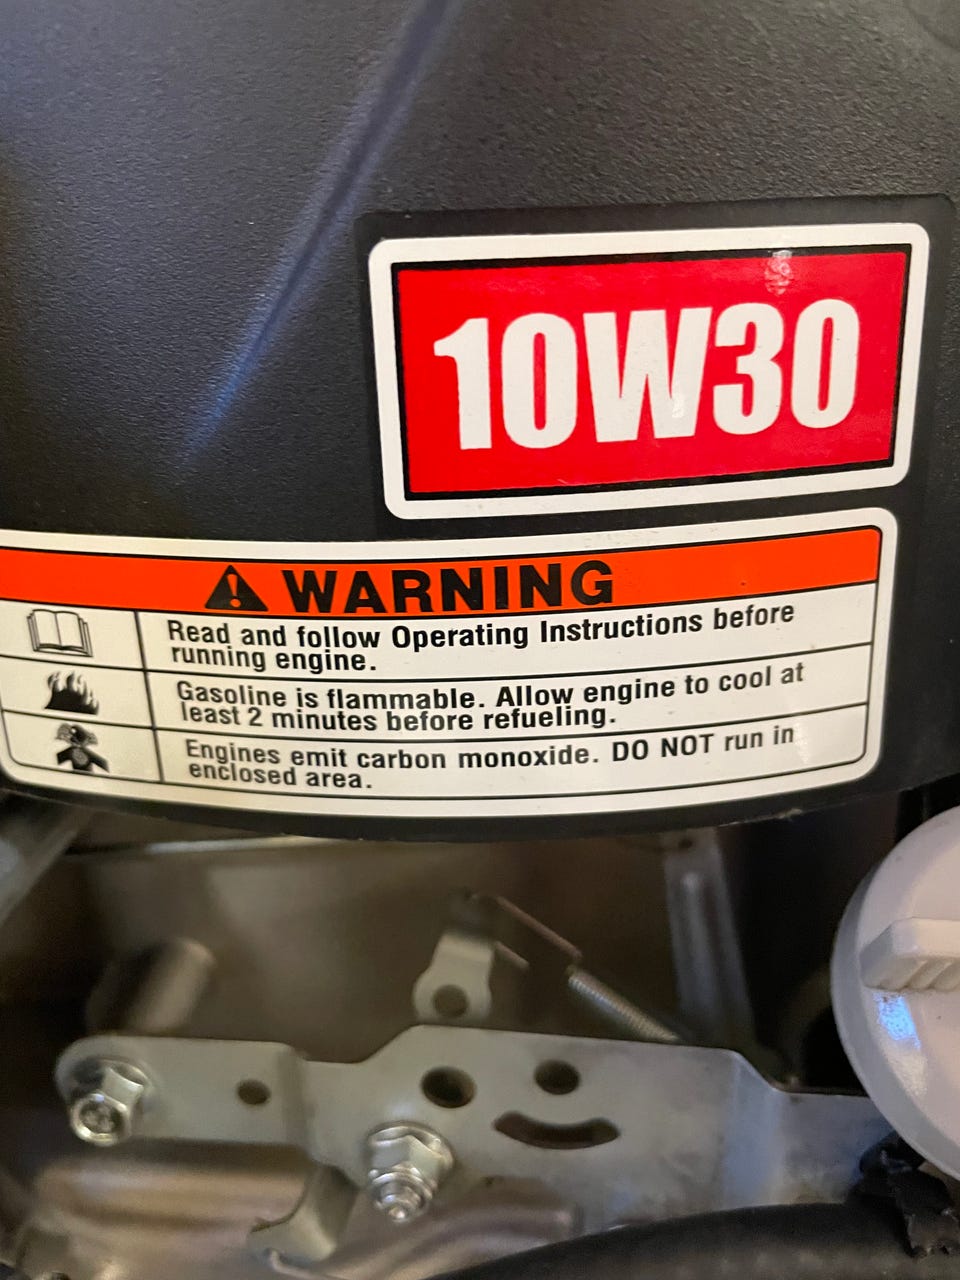 10W30
WARNING
Read and follow Operating Instructions before
running engine.
Gasoline is flammable. Allow engine to cool at
least 2 minutes before refueling.
Engines emit carbon monoxide. DO NOT run in
enclosed area.